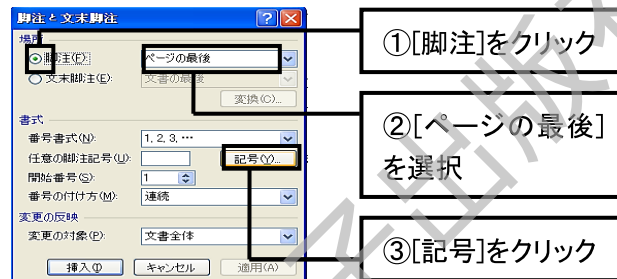 脚注と文末脚注
場所
脚注(F):
ページの最後
文末脚注(E):
文書の最後
変換(C)...
書式
番号書式(N):
1, 2, 3, …
任意の脚注記号(U):
記号(Y)...
開始番号(S):
1
番号の付け方(M):
連続
変更の反映
変更の対象(P):
文書全体
挿入(I)
キャンセル
適用(A)
①[脚注]をクリック
②[ページの最後]
を選択
③[記号]をクリック